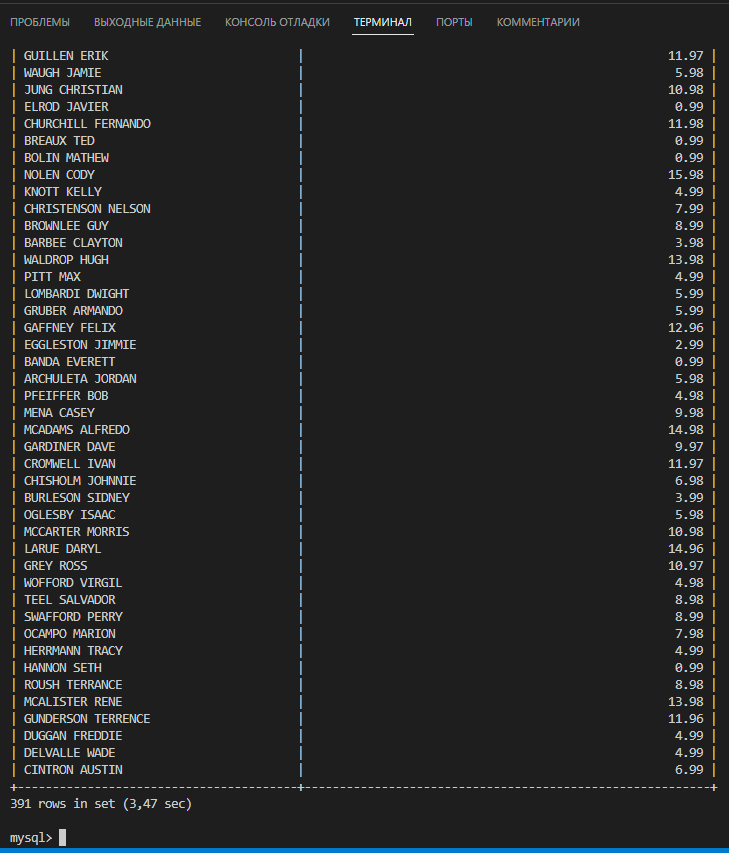 ПРОБЛЕМЫ ВЫХОДНЫЕ ДАННЫЕ КОНСОЛЬ ОТЛАДКИ ТЕРМИНАЛ ПОРТЫ КОММЕНТАРИИ
| GUILLEN ERIK | 11.97 |
| WAUGH JAMIE | 5.98 |
| JUNG CHRISTIAN | 10.98 |
| ELROD JAVIER | 0.99 |
| CHURCHILL FERNANDO | 11.98 |
| BREAUX TED | 0.99 |
| BOLIN MATHEW | 0.99 |
| NOLEN CODY | 15.98 |
| KNOTT KELLY | 4.99 |
| CHRISTENSON NELSON | 7.99 |
| BROWNLEE GUY | 8.99 |
| BARBEE CLAYTON | 3.98 |
| WALDROP HUGH | 13.98 |
| PITT MAX | 4.99 |
| LOMBARDI DWIGHT | 5.99 |
| GRUBER ARMANDO | 5.99 |
| GAFFNEY FELIX | 12.96 |
| EGGLESTON JIMMIE | 2.99 |
| BANDA EVERETT | 0.99 |
| ARCHULETA JORDAN | 5.98 |
| PFEIFFER BOB | 4.98 |
| MENA CASEY | 9.98 |
| MCADAMS ALFREDO | 14.98 |
| GARDINER DAVE | 9.97 |
| CROMWELL IVAN | 11.97 |
| CHISHOLM JOHNNIE | 6.98 |
| BURLESON SIDNEY | 3.99 |
| OGLESBY ISAAC | 5.98 |
| MCCARTER MORRIS | 10.98 |
| LARUE DARYL | 14.96 |
| GREY ROSS | 10.97 |
| WOFFORD VIRGIL | 4.98 |
| TEEL SALVADOR | 8.98 |
| SWAFFORD PERRY | 8.99 |
| OCAMPO MARION | 7.98 |
| HERRMANN TRACY | 4.99 |
| HANNON SETH | 0.99 |
| ROUSH TERRANCE | 8.98 |
| MCALISTER RENE | 13.98 |
| GUNDERSON TERRENCE | 11.96 |
| DUGGAN FREDDIE | 4.99 |
| DELVALLE WADE | 4.99 |
| CINTRON AUSTIN | 6.99 |
+----------------------------------------+----------------------------------------------------------+
391 rows in set (3,47 sec)
mysql>